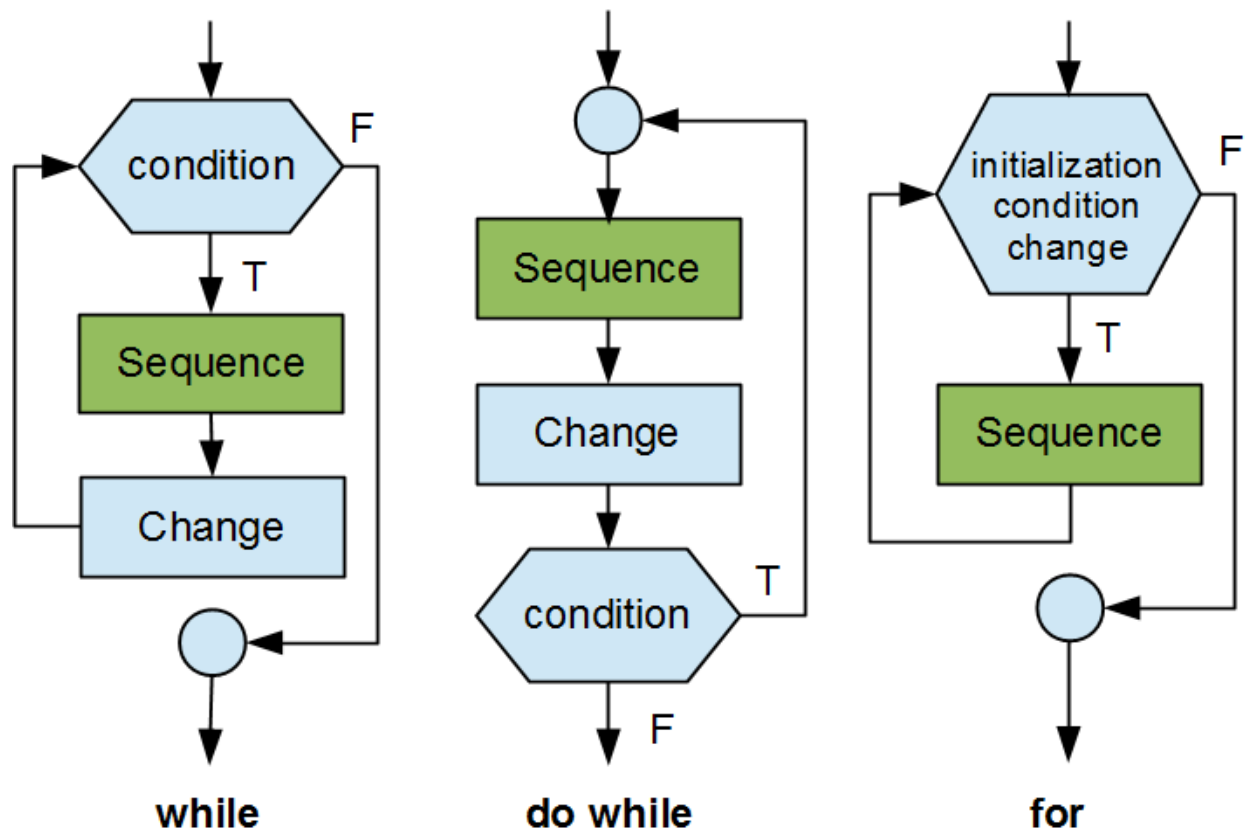 condition
F
T
Sequence
Change
while
Sequence
Change
condition
T
F
do while
initialization
condition
change
F
T
Sequence
for